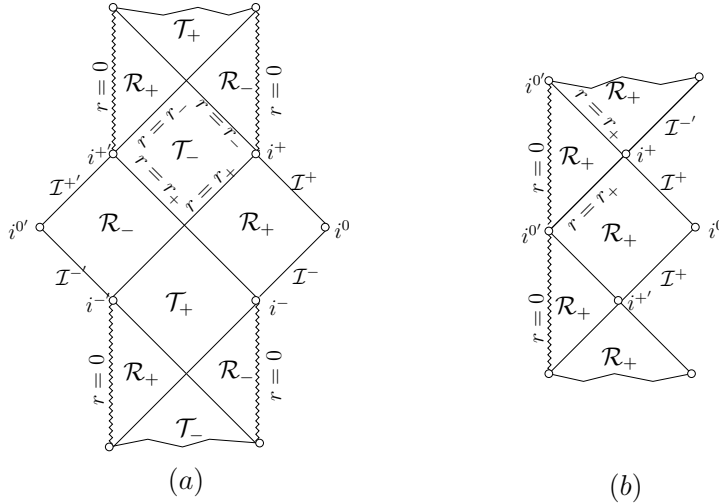 𝒯₊
ℛ₊
ℛ₋
r = 0
r = 0
r = r₋
r = r₋
𝒯₋
i⁺′
i⁺
r = r₊
r = r₊
ℐ⁺′
ℐ⁺
i⁰′
ℛ₋
ℛ₊
i⁰
ℐ⁻′
ℐ⁻
i⁻′
𝒯₊
i⁻
r = 0
ℛ₊
ℛ₋
r = 0
𝒯₋
(a)
i⁰′
ℛ₊
r = r₊
ℐ⁻′
r = 0
ℛ₊
i⁺
r = r₊
ℐ⁺
i⁰′
ℛ₊
i⁰
ℐ⁺
r = 0
ℛ₊
i⁺′
ℛ₊
(b)